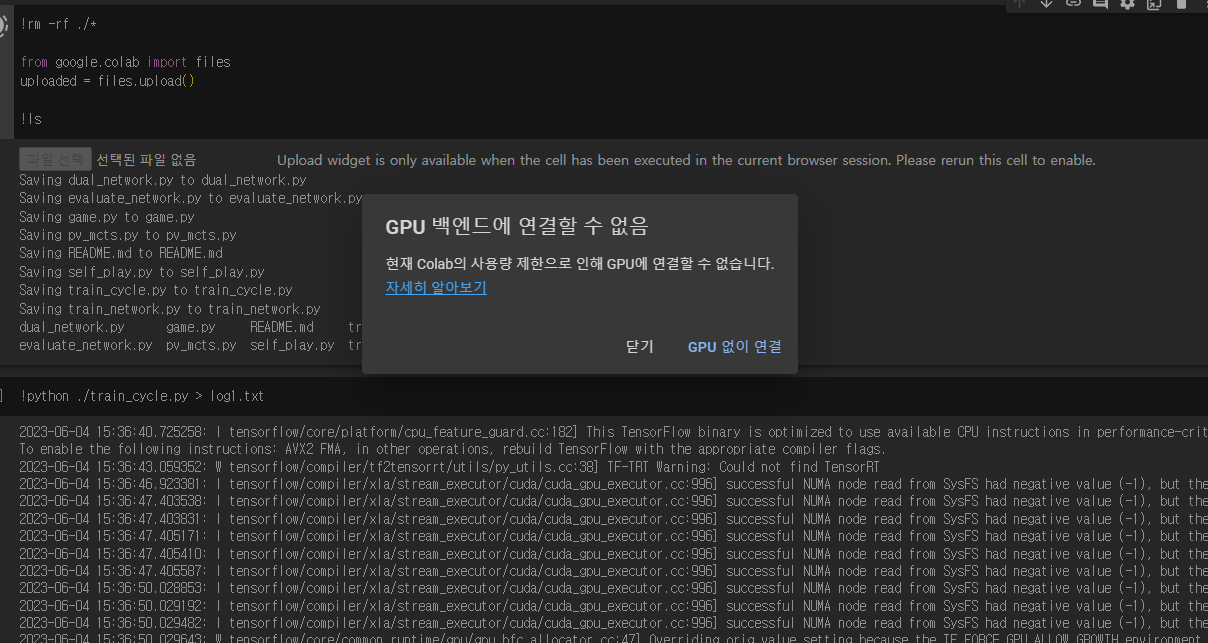 !rm -rf ./*
from google.colab import files
uploaded = files.upload()
!ls
파일 선택 선택된 파일 없음 Upload widget is only available when the cell has been executed in the current browser session. Please rerun this cell to enable.
Saving dual_network.py to dual_network.py
Saving evaluate_network.py to evaluate_network.py
Saving game.py to game.py
Saving pv_mcts.py to pv_mcts.py
Saving README.md to README.md
Saving self_play.py to self_play.py
Saving train_cycle.py to train_cycle.py
Saving train_network.py to train_network.py
dual_network.py game.py README.md tr
evaluate_network.py pv_mcts.py self_play.py tr
GPU 백엔드에 연결할 수 없음
현재 Colab의 사용량 제한으로 인해 GPU에 연결할 수 없습니다.
자세히 알아보기
닫기 GPU 없이 연결
!python ./train_cycle.py > log1.txt
2023-06-04 15:36:40.725258: I tensorflow/core/platform/cpu_feature_guard.cc:182] This TensorFlow binary is optimized to use available CPU instructions in performance-crit
To enable the following instructions: AVX2 FMA, in other operations, rebuild TensorFlow with the appropriate compiler flags.
2023-06-04 15:36:43.059352: W tensorflow/compiler/tf2tensorrt/utils/py_utils.cc:38] TF-TRT Warning: Could not find TensorRT
2023-06-04 15:36:46.923381: I tensorflow/compiler/xla/stream_executor/cuda/cuda_gpu_executor.cc:996] successful NUMA node read from SysFS had negative value (-1), but the
2023-06-04 15:36:47.403538: I tensorflow/compiler/xla/stream_executor/cuda/cuda_gpu_executor.cc:996] successful NUMA node read from SysFS had negative value (-1), but the
2023-06-04 15:36:47.403831: I tensorflow/compiler/xla/stream_executor/cuda/cuda_gpu_executor.cc:996] successful NUMA node read from SysFS had negative value (-1), but the
2023-06-04 15:36:47.405171: I tensorflow/compiler/xla/stream_executor/cuda/cuda_gpu_executor.cc:996] successful NUMA node read from SysFS had negative value (-1), but the
2023-06-04 15:36:47.405410: I tensorflow/compiler/xla/stream_executor/cuda/cuda_gpu_executor.cc:996] successful NUMA node read from SysFS had negative value (-1), but the
2023-06-04 15:36:47.405587: I tensorflow/compiler/xla/stream_executor/cuda/cuda_gpu_executor.cc:996] successful NUMA node read from SysFS had negative value (-1), but the
2023-06-04 15:36:50.028853: I tensorflow/compiler/xla/stream_executor/cuda/cuda_gpu_executor.cc:996] successful NUMA node read from SysFS had negative value (-1), but the
2023-06-04 15:36:50.029192: I tensorflow/compiler/xla/stream_executor/cuda/cuda_gpu_executor.cc:996] successful NUMA node read from SysFS had negative value (-1), but the
2023-06-04 15:36:50.029482: I tensorflow/compiler/xla/stream_executor/cuda/cuda_gpu_executor.cc:996] successful NUMA node read from SysFS had negative value (-1), but the
2023-06-04 15:36:50.029643: W tensorflow/core/common_runtime/gpu/gpu_bfc_allocator.cc:47] Overriding orig_value setting because the TF_FORCE_GPU_ALLOW_GROWTH environment